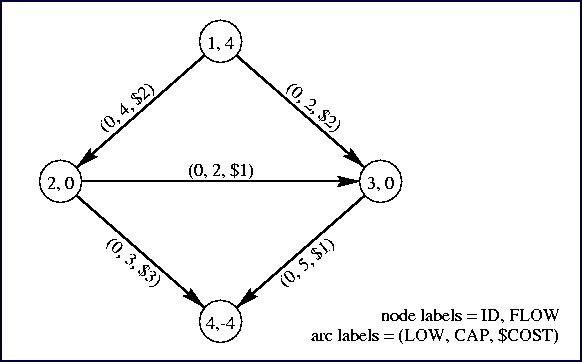 1, 4
(0, 4, $2)
(0, 2, $2)
2, 0
(0, 2, $1)
3, 0
(0, 3, $3)
(0, 5, $1)
4,-4
node labels = ID, FLOW
arc labels = (LOW, CAP, $COST)